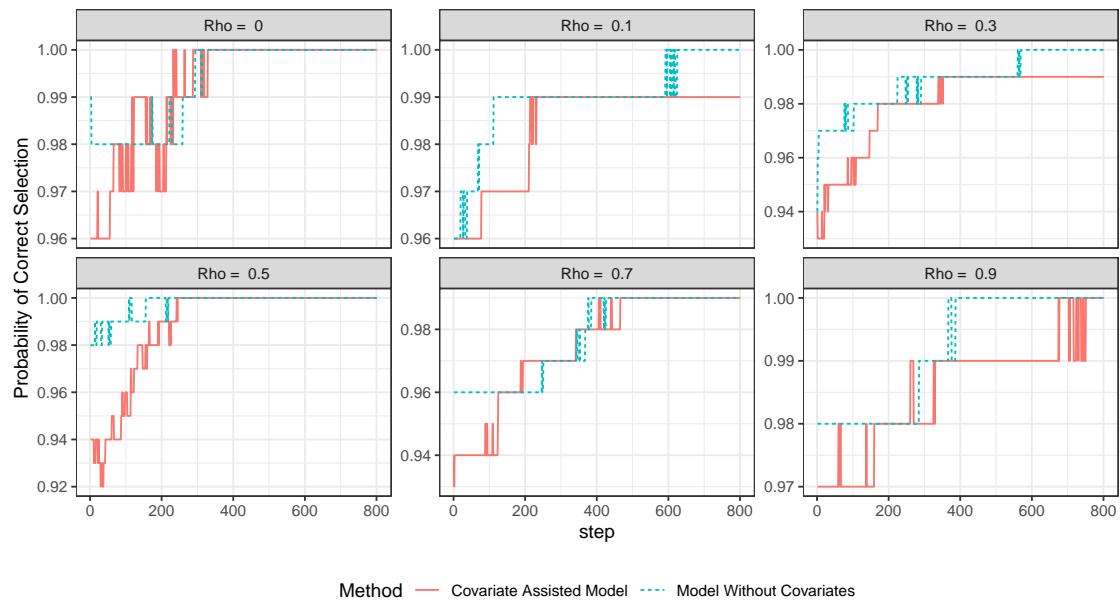 Rho = 0
Rho = 0.1
Rho = 0.3
1.00
0.99
0.98
0.97
0.96
1.00
0.99
0.98
0.97
0.96
1.00
0.98
0.96
0.94
Probability of Correct Selection
Rho = 0.5
Rho = 0.7
Rho = 0.9
1.00
0.98
0.96
0.94
0.92
0.98
0.96
0.94
1.00
0.99
0.98
0.97
0 200 400 600 800
0 200 400 600 800
0 200 400 600 800
step
Method Covariate Assisted Model Model Without Covariates